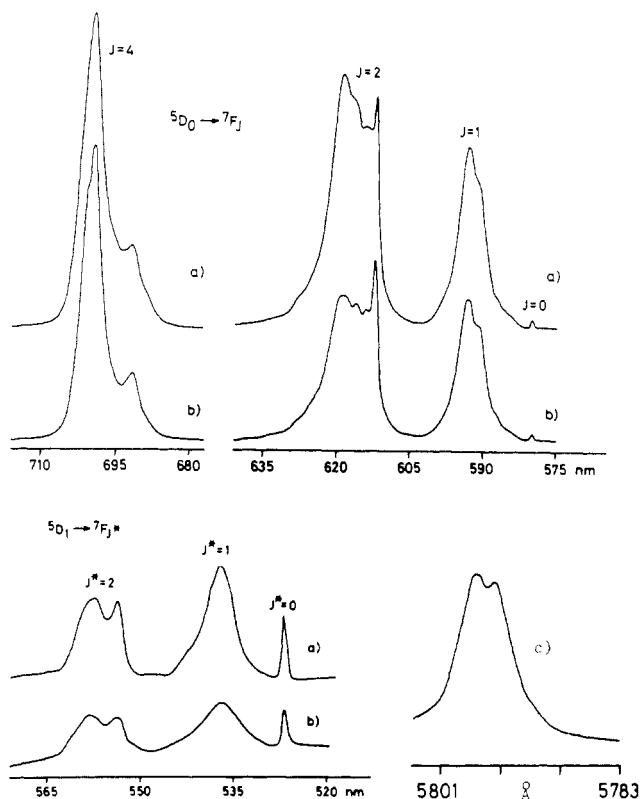 J=4
⁵D₀ → ⁷Fⱼ
J=2
J=1
J=0
a)
a)
b)
b)
710 695 680
635 620 605 590 575 nm
⁵D₁ → ⁷Fⱼ*
J*=2
J*=1
J*=0
a)
b)
c)
565 550 535 520
5801 Å 5783